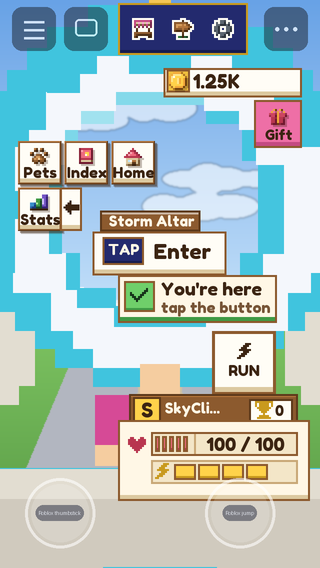 1.25K
Gift
Pets
Index
Home
Stats
Storm Altar
TAP Enter
You're here
tap the button
RUN
S SkyCli... 0
100 / 100
Roblox thumbstick
Roblox jump